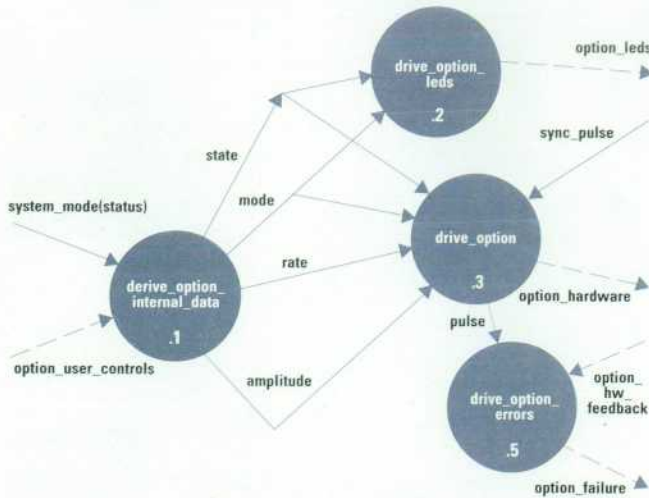 drive_option_
leds
.2
option_leds
sync_pulse
state
mode
system_mode(status)
derive_option_
internal_data
.1
rate
drive_option
.3
option_hardware
pulse
option_user_controls
amplitude
drive_option_
errors
.5
option_
hw_
feedback
option_failure